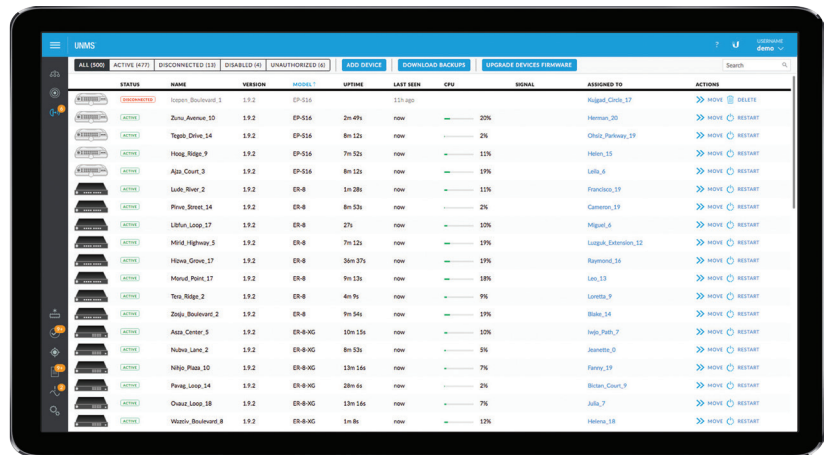 UNMS ? USERNAME
demo
ALL (500) ACTIVE (477) DISCONNECTED (13) DISABLED (4) UNAUTHORIZED (6) ADD DEVICE DOWNLOAD BACKUPS UPGRADE DEVICES FIRMWARE Search
STATUS NAME VERSION MODEL UPTIME LAST SEEN CPU SIGNAL ASSIGNED TO ACTIONS
DISCONNECTED Icepen_Boulevard_1 1.9.2 EP-S16 11h ago Kujgad_Circle_17 MOVE DELETE
ACTIVE Zunu_Avenue_10 1.9.2 EP-S16 2m 49s now 20% Herman_20 MOVE RESTART
ACTIVE Tegob_Drive_14 1.9.2 EP-S16 8m 12s now 2% Ohsiz_Parkway_19 MOVE RESTART
ACTIVE Hoog_Ridge_9 1.9.2 EP-S16 7m 52s now 11% Helen_15 MOVE RESTART
ACTIVE Ajza_Court_3 1.9.2 EP-S16 8m 12s now 19% Leila_6 MOVE RESTART
ACTIVE Lude_River_2 1.9.2 ER-8 1m 28s now 11% Francisco_19 MOVE RESTART
ACTIVE Pinve_Street_14 1.9.2 ER-8 8m 53s now 2% Cameron_19 MOVE RESTART
ACTIVE Libfun_Loop_17 1.9.2 ER-8 27s now 10% Miguel_6 MOVE RESTART
ACTIVE Mirid_Highway_5 1.9.2 ER-8 7m 12s now 19% Luzguk_Extension_12 MOVE RESTART
ACTIVE Hizwa_Grove_17 1.9.2 ER-8 36m 37s now 19% Raymond_16 MOVE RESTART
ACTIVE Morud_Point_17 1.9.2 ER-8 9m 13s now 18% Leo_13 MOVE RESTART
ACTIVE Tera_Ridge_2 1.9.2 ER-8 4m 9s now 9% Loretta_9 MOVE RESTART
ACTIVE Zosju_Boulevard_2 1.9.2 ER-8 9m 54s now 19% Blake_14 MOVE RESTART
ACTIVE Asza_Center_5 1.9.2 ER-8-XG 10m 15s now 10% Iwjo_Path_7 MOVE RESTART
ACTIVE Nubva_Lane_2 1.9.2 ER-8-XG 8m 53s now 5% Jeanette_0 MOVE RESTART
ACTIVE Nihjo_Plaza_10 1.9.2 ER-8-XG 13m 16s now 7% Fanny_19 MOVE RESTART
ACTIVE Pavag_Loop_14 1.9.2 ER-8-XG 28m 6s now 2% Bictan_Court_9 MOVE RESTART
ACTIVE Ovauz_Loop_18 1.9.2 ER-8-XG 13m 16s now 7% Julia_7 MOVE RESTART
ACTIVE Wazciv_Boulevard_8 1.9.2 ER-8-XG 1m 8s now 12% Helena_18 MOVE RESTART